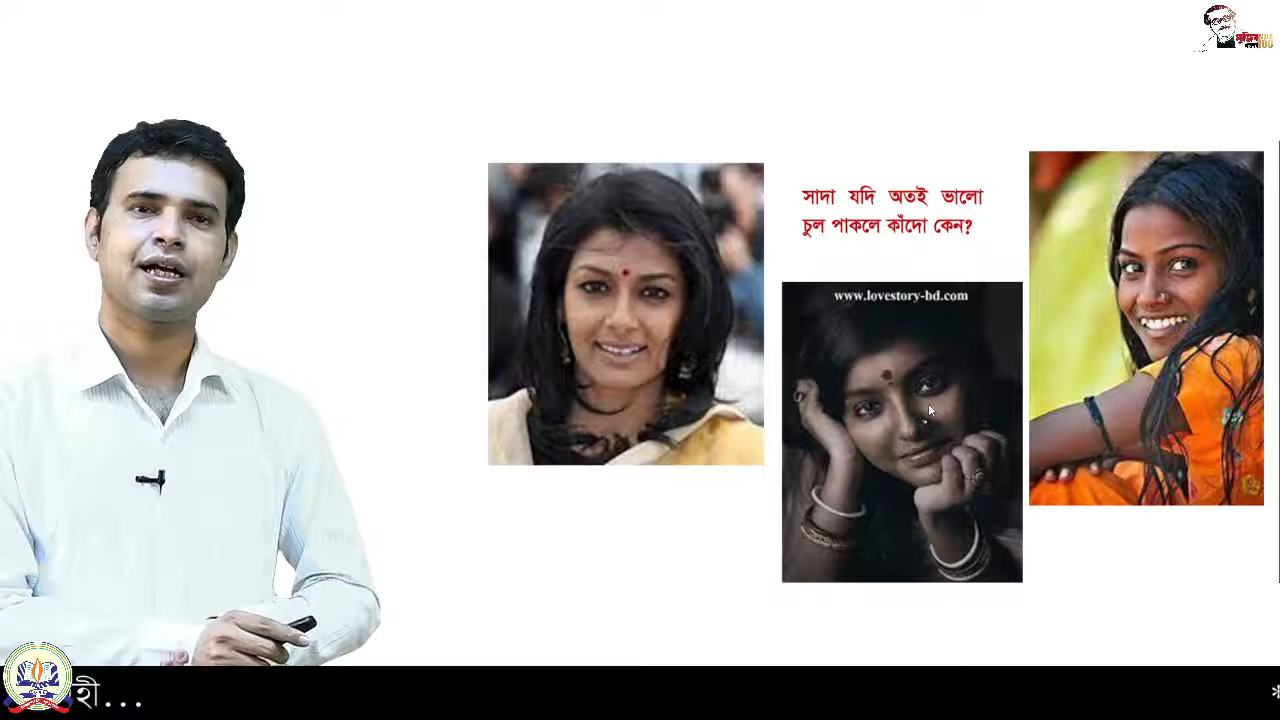 সাদা যদি অতই ভালো
চুল পাকলে কাঁদো কেন?
www.lovestory-bd.com
হী...
*